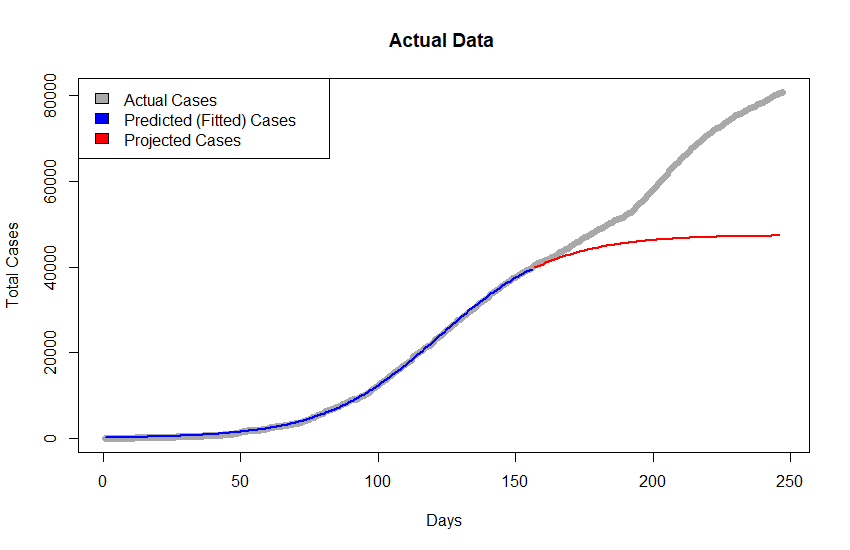 Actual Data
Actual Cases
Predicted (Fitted) Cases
Projected Cases
Total Cases
80000
60000
40000
20000
0
0 50 100 150 200 250
Days